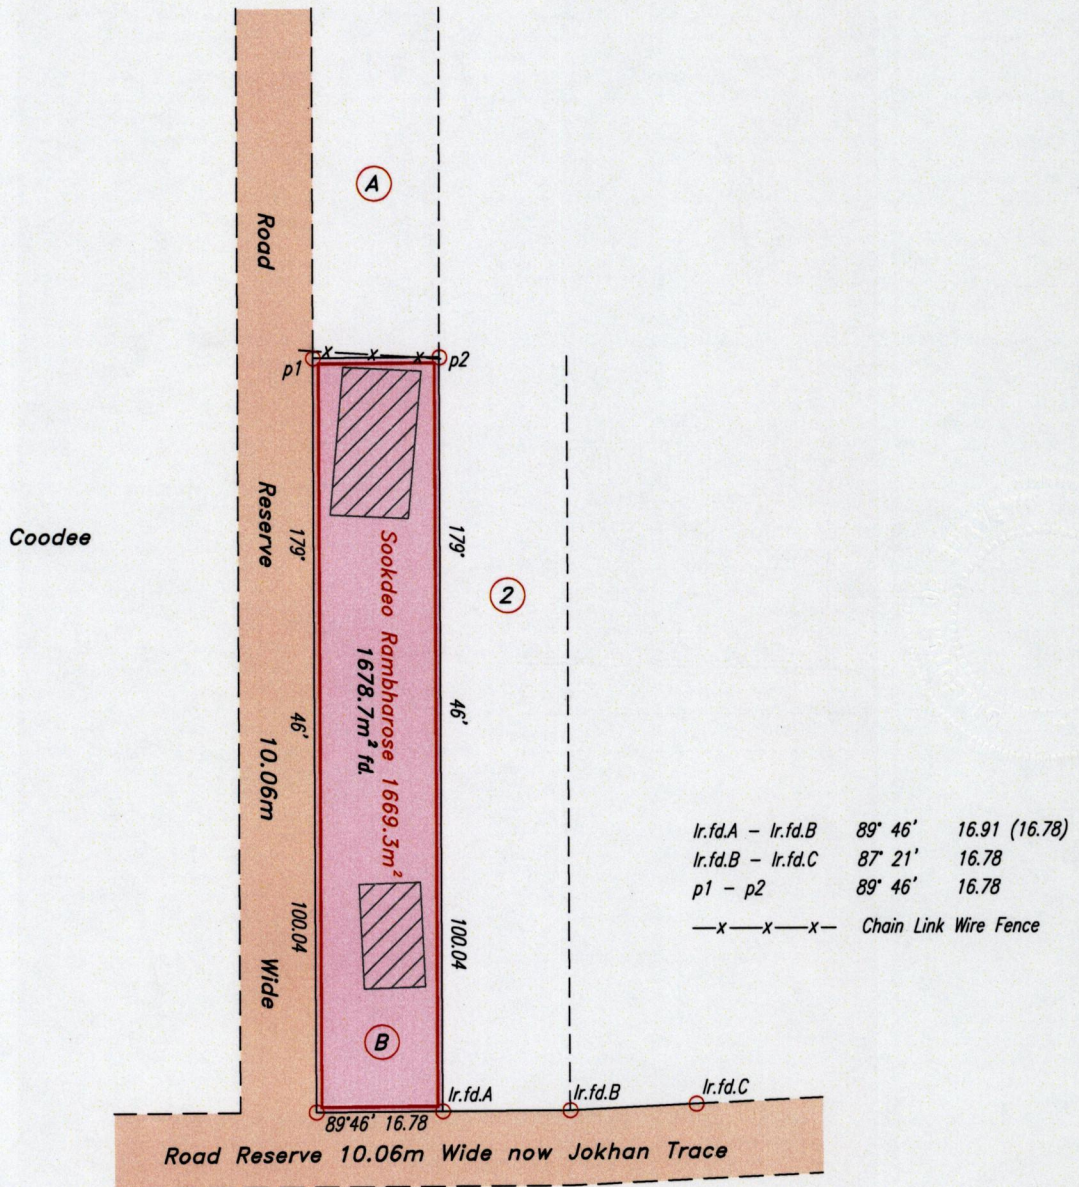 A
Road
p1
p2
Reserve
Coodee
179°
179°
2
Sookdeo Rambharose 1669.3m²
1678.7m² fd.
46'
46'
10.06m
Ir.fd.A – Ir.fd.B 89° 46' 16.91 (16.78)
Ir.fd.B – Ir.fd.C 87° 21' 16.78
p1 – p2 89° 46' 16.78
—x—x—x— Chain Link Wire Fence
100.04
100.04
Wide
B
Ir.fd.A
Ir.fd.B
Ir.fd.C
89°46' 16.78
Road Reserve 10.06m Wide now Jokhan Trace